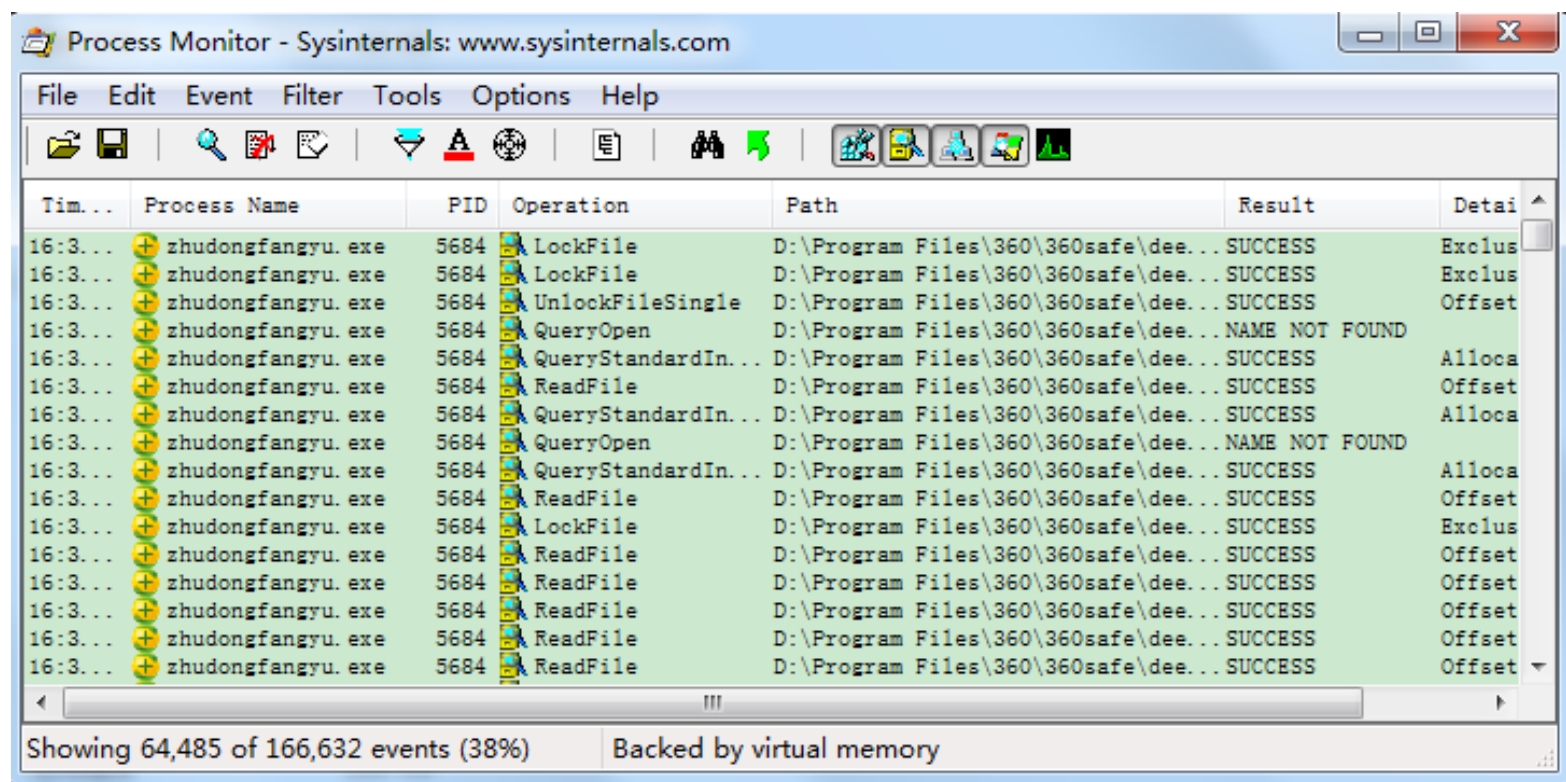 Process Monitor - Sysinternals: www.sysinternals.com
File Edit Event Filter Tools Options Help
Tim... Process Name PID Operation Path Result Detai
16:3... zhudongfangyu.exe 5684 LockFile D:\Program Files\360\360safe\dee... SUCCESS Exclus
16:3... zhudongfangyu.exe 5684 LockFile D:\Program Files\360\360safe\dee... SUCCESS Exclus
16:3... zhudongfangyu.exe 5684 UnlockFileSingle D:\Program Files\360\360safe\dee... SUCCESS Offset
16:3... zhudongfangyu.exe 5684 QueryOpen D:\Program Files\360\360safe\dee... NAME NOT FOUND
16:3... zhudongfangyu.exe 5684 QueryStandardIn... D:\Program Files\360\360safe\dee... SUCCESS Alloca
16:3... zhudongfangyu.exe 5684 ReadFile D:\Program Files\360\360safe\dee... SUCCESS Offset
16:3... zhudongfangyu.exe 5684 QueryStandardIn... D:\Program Files\360\360safe\dee... SUCCESS Alloca
16:3... zhudongfangyu.exe 5684 QueryOpen D:\Program Files\360\360safe\dee... NAME NOT FOUND
16:3... zhudongfangyu.exe 5684 QueryStandardIn... D:\Program Files\360\360safe\dee... SUCCESS Alloca
16:3... zhudongfangyu.exe 5684 ReadFile D:\Program Files\360\360safe\dee... SUCCESS Offset
16:3... zhudongfangyu.exe 5684 LockFile D:\Program Files\360\360safe\dee... SUCCESS Exclus
16:3... zhudongfangyu.exe 5684 ReadFile D:\Program Files\360\360safe\dee... SUCCESS Offset
16:3... zhudongfangyu.exe 5684 ReadFile D:\Program Files\360\360safe\dee... SUCCESS Offset
16:3... zhudongfangyu.exe 5684 ReadFile D:\Program Files\360\360safe\dee... SUCCESS Offset
16:3... zhudongfangyu.exe 5684 ReadFile D:\Program Files\360\360safe\dee... SUCCESS Offset
16:3... zhudongfangyu.exe 5684 ReadFile D:\Program Files\360\360safe\dee... SUCCESS Offset
Showing 64,485 of 166,632 events (38%) Backed by virtual memory